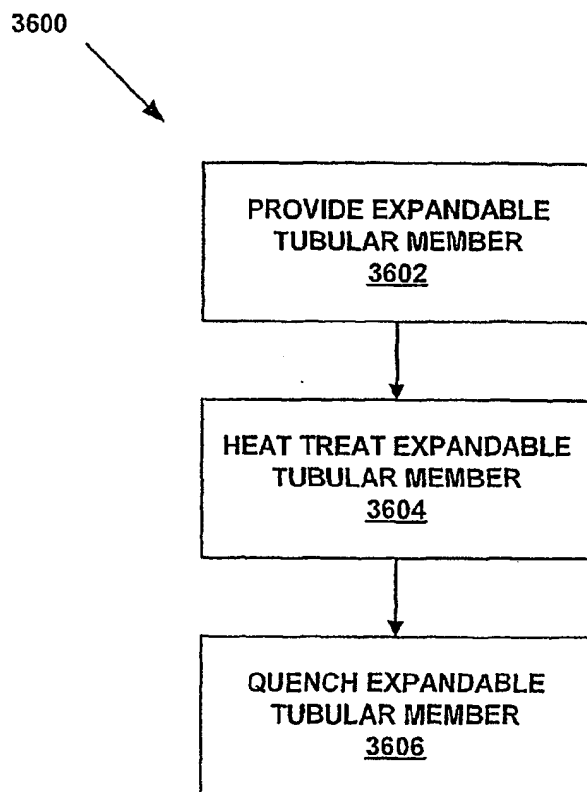 3600
PROVIDE EXPANDABLE
TUBULAR MEMBER
3602
HEAT TREAT EXPANDABLE
TUBULAR MEMBER
3604
QUENCH EXPANDABLE
TUBULAR MEMBER
3606